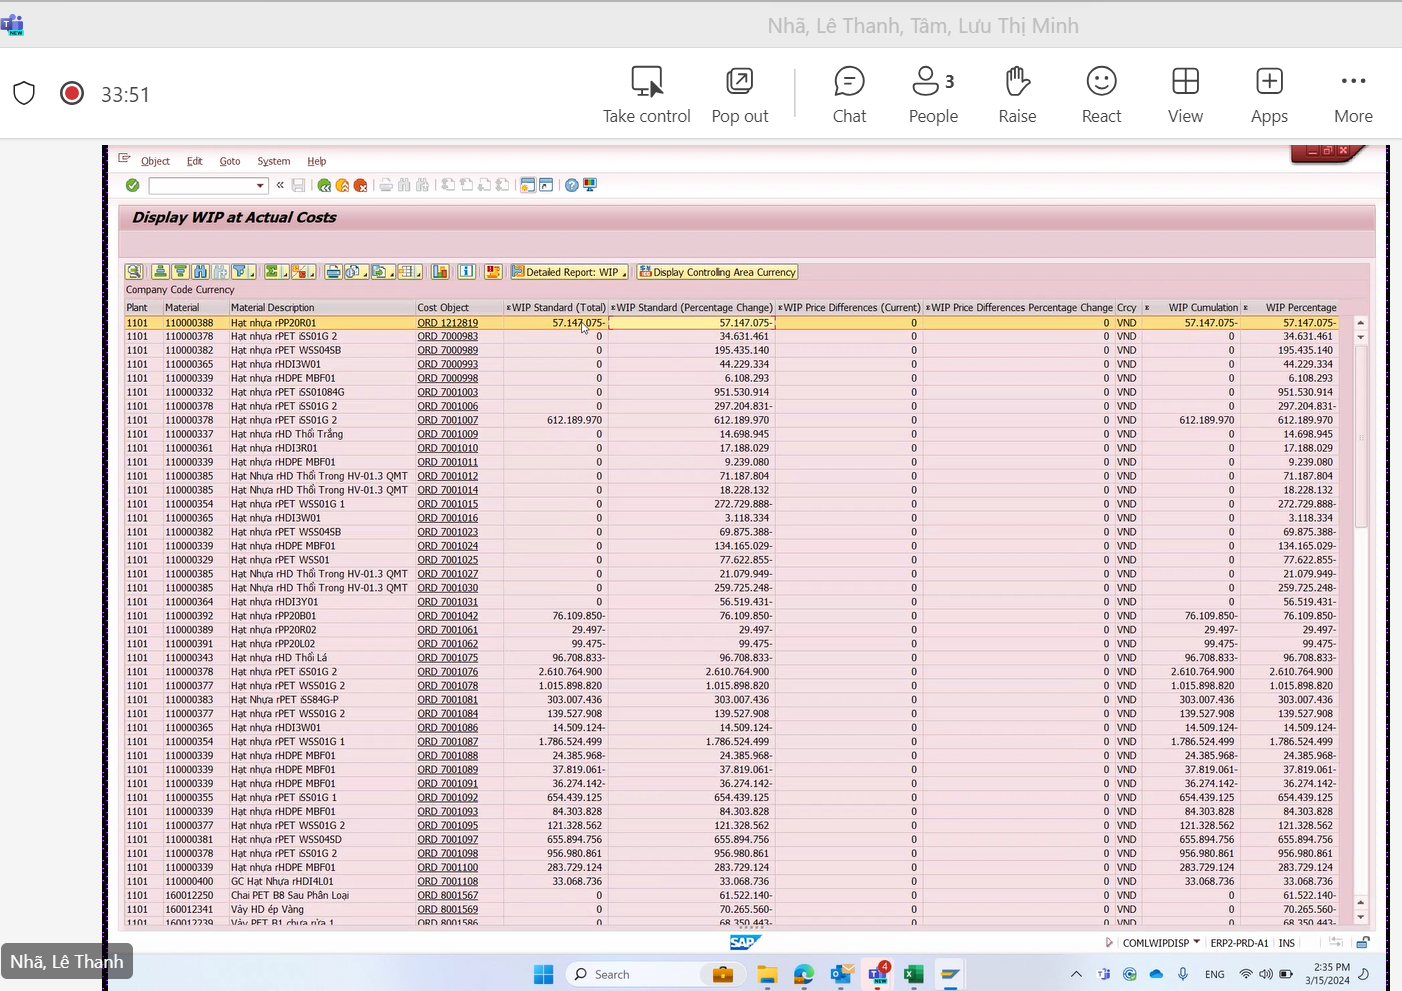 Nhã, Lê Thanh, Tâm, Lưu Thị Minh
NEW
33:51
Take control
Pop out
Chat
3
People
Raise
React
View
Apps
More
Object Edit Goto System Help
Display WIP at Actual Costs
Detailed Report: WIP
Display Controlling Area Currency
Company Code Currency
Plant Material Material Description Cost Object WIP Standard (Total) WIP Standard (Percentage Change) WIP Price Differences (Current) WIP Price Differences Percentage Change Crcy WIP Cumulation WIP Percentage
1101 110000388 Hạt nhựa rPP20R01 ORD 1212819 57.147.075- 57.147.075- 0 0 VND 57.147.075- 57.147.075-
1101 110000378 Hạt nhựa rPET iSS01G 2 ORD 7000983 0 34.631.461 0 0 VND 0 34.631.461
1101 110000382 Hạt nhựa rPET WSS04SB ORD 7000989 0 195.435.140 0 0 VND 0 195.435.140
1101 110000365 Hạt nhựa rHDI3W01 ORD 7000993 0 44.229.334 0 0 VND 0 44.229.334
1101 110000339 Hạt nhựa rHDPE MBF01 ORD 7000998 0 6.108.293 0 0 VND 0 6.108.293
1101 110000332 Hạt nhựa rPET iSS01084G ORD 7001003 0 951.530.914 0 0 VND 0 951.530.914
1101 110000378 Hạt nhựa rPET iSS01G 2 ORD 7001006 0 297.204.831- 0 0 VND 0 297.204.831-
1101 110000378 Hạt nhựa rPET iSS01G 2 ORD 7001007 612.189.970 612.189.970 0 0 VND 612.189.970 612.189.970
1101 110000337 Hạt nhựa rHD Thổi Trắng ORD 7001009 0 14.698.945 0 0 VND 0 14.698.945
1101 110000361 Hạt nhựa rHDI3R01 ORD 7001010 0 17.188.029 0 0 VND 0 17.188.029
1101 110000339 Hạt nhựa rHDPE MBF01 ORD 7001011 0 9.239.080 0 0 VND 0 9.239.080
1101 110000385 Hạt Nhựa rHD Thổi Trong HV-01.3 QMT ORD 7001012 0 71.187.804 0 0 VND 0 71.187.804
1101 110000385 Hạt Nhựa rHD Thổi Trong HV-01.3 QMT ORD 7001014 0 18.228.132 0 0 VND 0 18.228.132
1101 110000354 Hạt nhựa rPET WSS01G 1 ORD 7001015 0 272.729.888- 0 0 VND 0 272.729.888-
1101 110000365 Hạt nhựa rHDI3W01 ORD 7001016 0 3.118.334 0 0 VND 0 3.118.334
1101 110000382 Hạt nhựa rPET WSS04SB ORD 7001023 0 69.875.388- 0 0 VND 0 69.875.388-
1101 110000339 Hạt nhựa rHDPE MBF01 ORD 7001024 0 134.165.029- 0 0 VND 0 134.165.029-
1101 110000329 Hạt nhựa rPET WSS01 ORD 7001025 0 77.622.855- 0 0 VND 0 77.622.855-
1101 110000385 Hạt Nhựa rHD Thổi Trong HV-01.3 QMT ORD 7001027 0 21.079.949- 0 0 VND 0 21.079.949-
1101 110000385 Hạt Nhựa rHD Thổi Trong HV-01.3 QMT ORD 7001030 0 259.725.248- 0 0 VND 0 259.725.248-
1101 110000364 Hạt nhựa rHDI3Y01 ORD 7001031 0 56.519.431- 0 0 VND 0 56.519.431-
1101 110000392 Hạt nhựa rPP20B01 ORD 7001042 76.109.850- 76.109.850- 0 0 VND 76.109.850- 76.109.850-
1101 110000389 Hạt nhựa rPP20R02 ORD 7001061 29.497- 29.497- 0 0 VND 29.497- 29.497-
1101 110000391 Hạt nhựa rPP20L02 ORD 7001062 99.475- 99.475- 0 0 VND 99.475- 99.475-
1101 110000343 Hạt nhựa rHD Thổi Lá ORD 7001075 96.708.833- 96.708.833- 0 0 VND 96.708.833- 96.708.833-
1101 110000378 Hạt nhựa rPET iSS01G 2 ORD 7001076 2.610.764.900 2.610.764.900 0 0 VND 2.610.764.900 2.610.764.900
1101 110000377 Hạt nhựa rPET WSS01G 2 ORD 7001078 1.015.898.820 1.015.898.820 0 0 VND 1.015.898.820 1.015.898.820
1101 110000383 Hạt Nhựa rPET iSS84G-P ORD 7001081 303.007.436 303.007.436 0 0 VND 303.007.436 303.007.436
1101 110000377 Hạt nhựa rPET WSS01G 2 ORD 7001084 139.527.908 139.527.908 0 0 VND 139.527.908 139.527.908
1101 110000365 Hạt nhựa rHDI3W01 ORD 7001086 14.509.124- 14.509.124- 0 0 VND 14.509.124- 14.509.124-
1101 110000354 Hạt nhựa rPET WSS01G 1 ORD 7001087 1.786.524.499 1.786.524.499 0 0 VND 1.786.524.499 1.786.524.499
1101 110000339 Hạt nhựa rHDPE MBF01 ORD 7001088 24.385.968- 24.385.968- 0 0 VND 24.385.968- 24.385.968-
1101 110000339 Hạt nhựa rHDPE MBF01 ORD 7001089 37.819.061- 37.819.061- 0 0 VND 37.819.061- 37.819.061-
1101 110000339 Hạt nhựa rHDPE MBF01 ORD 7001091 36.274.142- 36.274.142- 0 0 VND 36.274.142- 36.274.142-
1101 110000355 Hạt nhựa rPET iSS01G 1 ORD 7001092 654.439.125 654.439.125 0 0 VND 654.439.125 654.439.125
1101 110000339 Hạt nhựa rHDPE MBF01 ORD 7001093 84.303.828 84.303.828 0 0 VND 84.303.828 84.303.828
1101 110000377 Hạt nhựa rPET WSS01G 2 ORD 7001095 121.328.562 121.328.562 0 0 VND 121.328.562 121.328.562
1101 110000381 Hạt nhựa rPET WSS04SD ORD 7001097 655.894.756 655.894.756 0 0 VND 655.894.756 655.894.756
1101 110000378 Hạt nhựa rPET iSS01G 2 ORD 7001098 956.980.861 956.980.861 0 0 VND 956.980.861 956.980.861
1101 110000339 Hạt nhựa rHDPE MBF01 ORD 7001100 283.729.124 283.729.124 0 0 VND 283.729.124 283.729.124
1101 110000400 GC Hạt Nhựa rHDI4L01 ORD 7001108 33.068.736 33.068.736 0 0 VND 33.068.736 33.068.736
1101 160012250 Chai PET B8 Sau Phân Loại ORD 8001567 0 61.522.140- 0 0 VND 0 61.522.140-
1101 160012341 Vảy HD ép Vàng ORD 8001569 0 70.265.560- 0 0 VND 0 70.265.560-
1101 160012239 Vảy PET B1 chưa rửa 1 ORD 8001586 0 68.350.443- 0 0 VND 0 68.350.443-
SAP
COMLWIPDISP ERP2-PRD-A1 INS
Nhã, Lê Thanh
Search
4
NEW
ENG
2:35 PM
3/15/2024